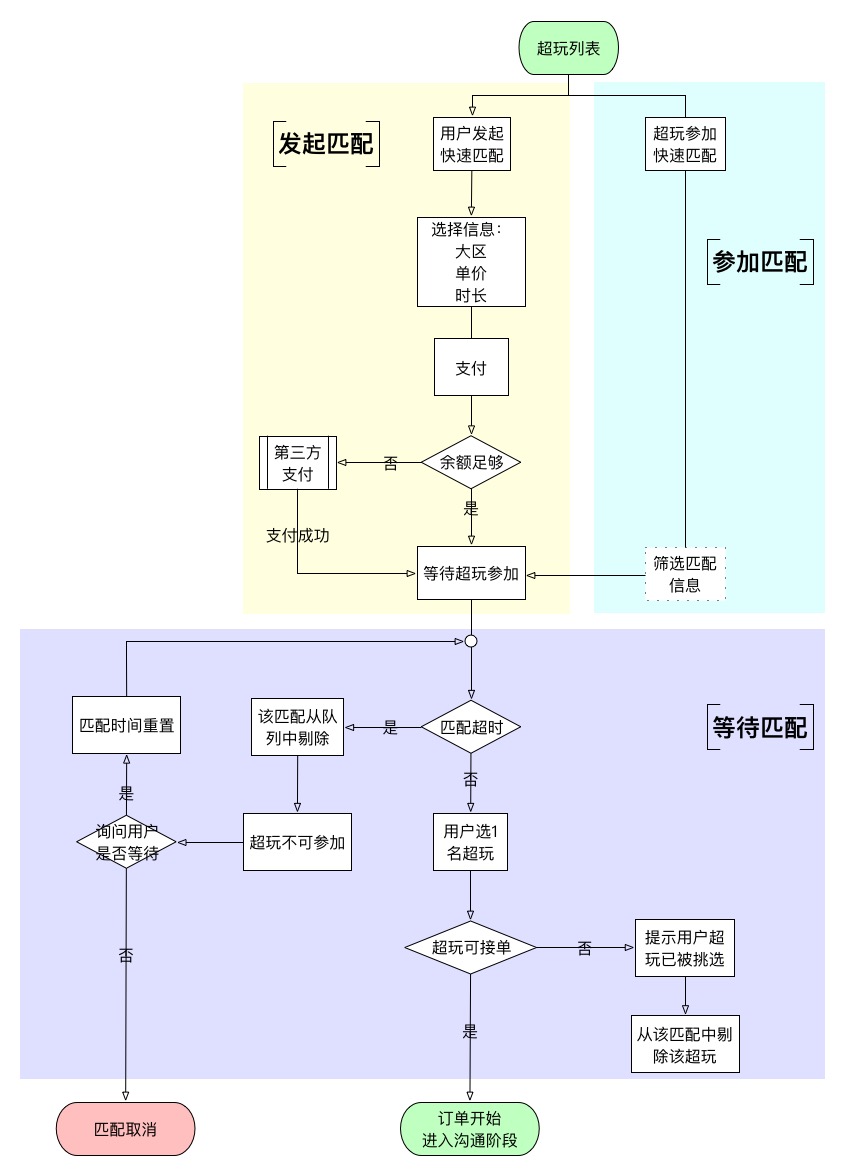 超玩列表
发起匹配
用户发起
快速匹配
超玩参加
快速匹配
选择信息：
大区
单价
时长
参加匹配
支付
第三方
支付
否
余额足够
是
支付成功
等待超玩参加
筛选匹配
信息
匹配时间重置
该匹配从队
列中剔除
是
匹配超时
等待匹配
否
是
询问用户
是否等待
超玩不可参加
用户选1
名超玩
否
超玩可接单
否
提示用户超
玩已被挑选
是
从该匹配中剔
除该超玩
匹配取消
订单开始
进入沟通阶段